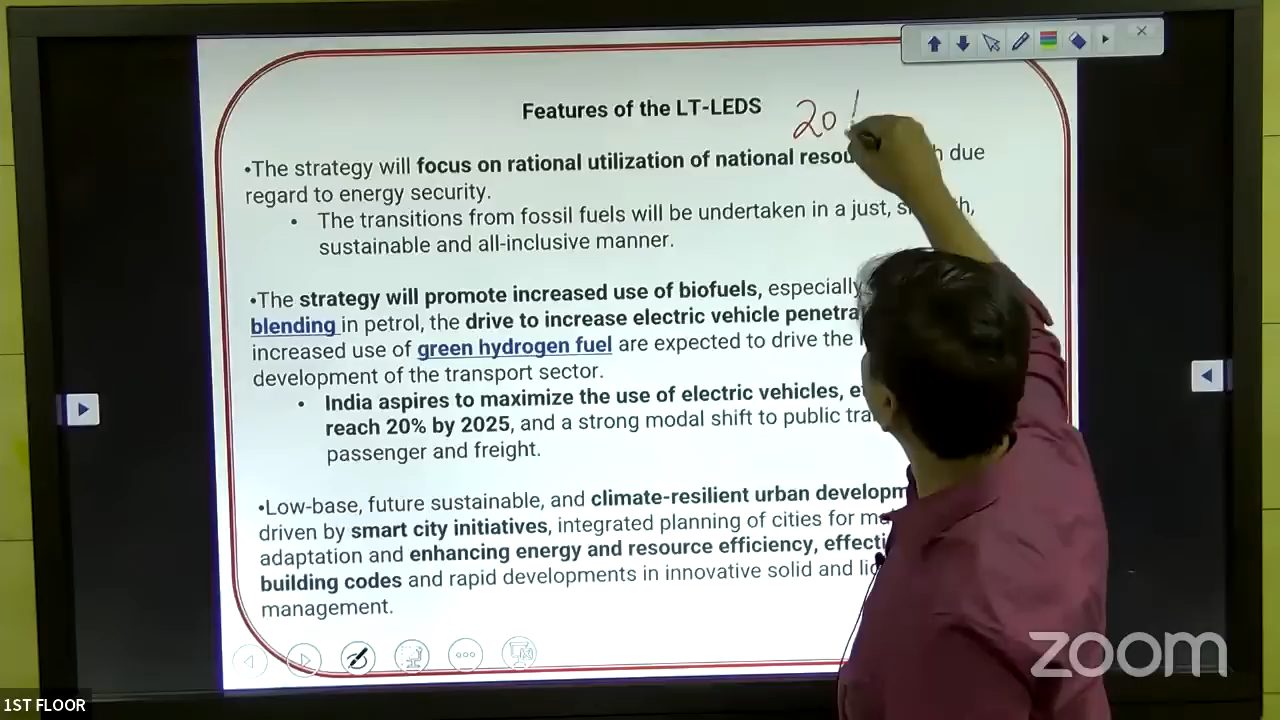 Features of the LT-LEDS
20
•The strategy will focus on rational utilization of national due
regard to energy security.
• The transitions from fossil fuels will be undertaken in a just,
sustainable and all-inclusive manner.
•The strategy will promote increased use of biofuels, especially
blending in petrol, the drive to increase electric vehicle
increased use of green hydrogen fuel are expected to drive the
development of the transport sector.
• India aspires to maximize the use of electric vehicles,
reach 20% by 2025, and a strong modal shift to public
passenger and freight.
•Low-base, future sustainable, and climate-resilient urban
driven by smart city initiatives, integrated planning of cities for
adaptation and enhancing energy and resource efficiency,
building codes and rapid developments in innovative solid and
management.
zoom
1ST FLOOR